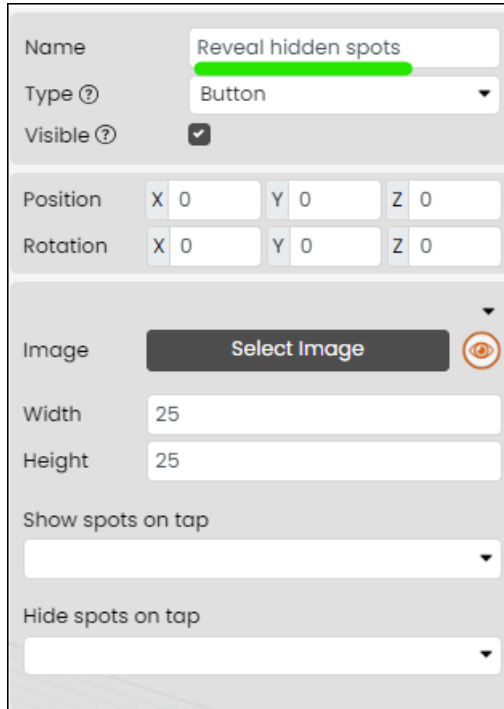 Name Reveal hidden spots
Type ? Button
Visible ?
Position X 0 Y 0 Z 0
Rotation X 0 Y 0 Z 0
Image Select Image
Width 25
Height 25
Show spots on tap
Hide spots on tap